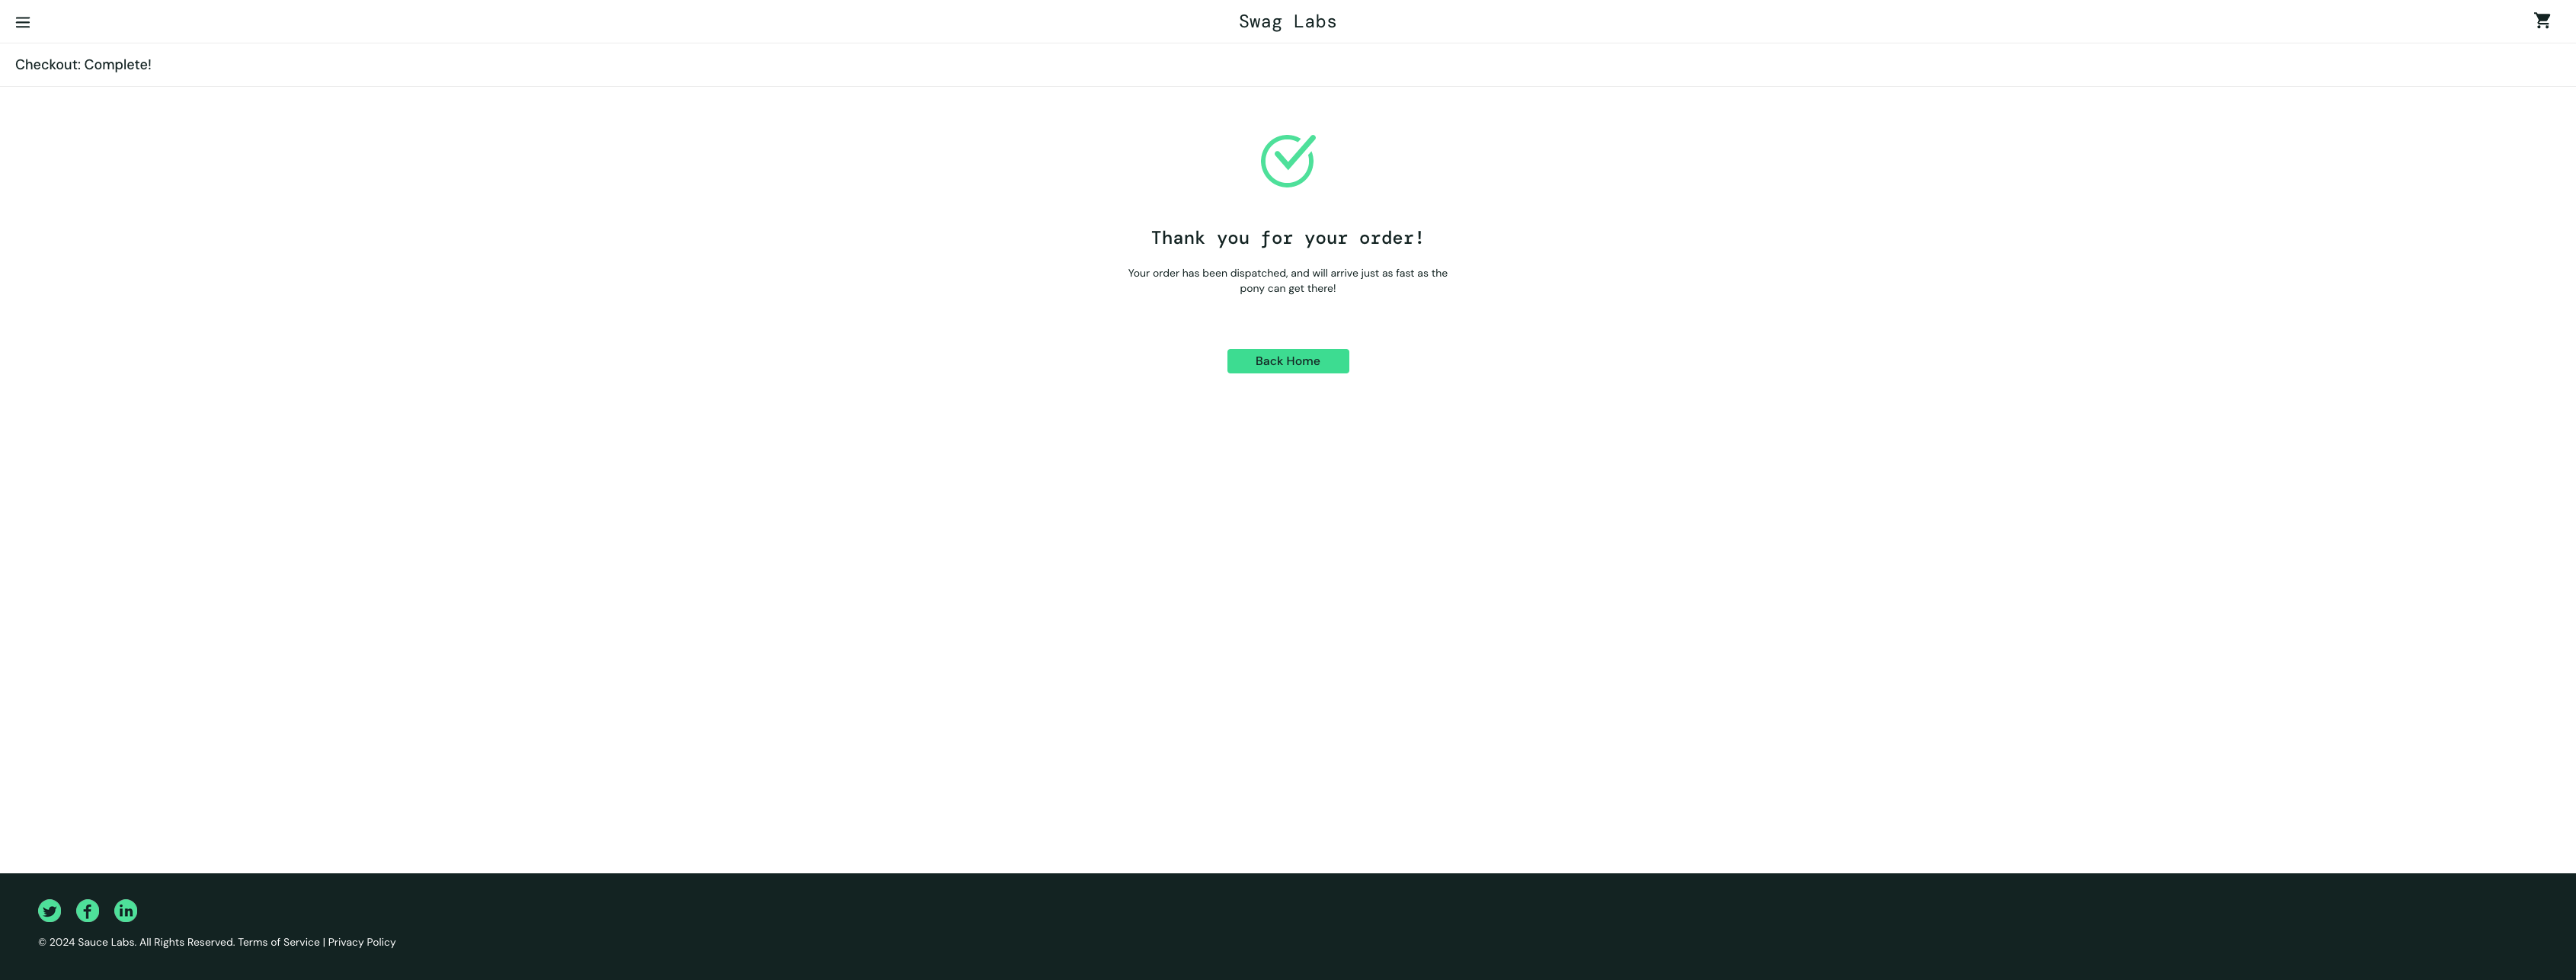 Swag Labs
Checkout: Complete!
Thank you for your order!
Your order has been dispatched, and will arrive just as fast as the
pony can get there!
Back Home
© 2024 Sauce Labs. All Rights Reserved. Terms of Service | Privacy Policy